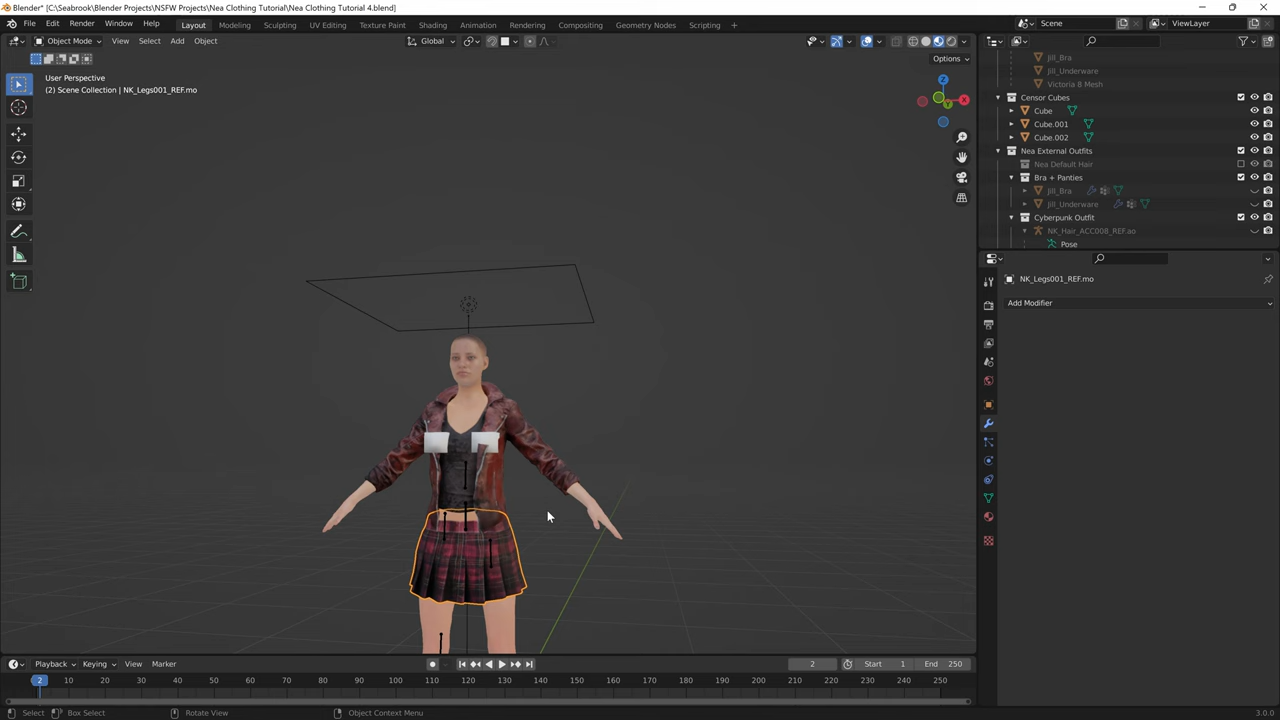 Blender* [C:\Seabrook\Blender Projects\NSFW Projects\Nea Clothing Tutorial\Nea Clothing Tutorial 4.blend]
File Edit Render Window Help Layout Modeling Sculpting UV Editing Texture Paint Shading Animation Rendering Compositing Geometry Nodes Scripting Scene ViewLayer
Object Mode View Select Add Object Global
Options
User Perspective
(2) Scene Collection | NK_Legs001_REF.mo
Z
X
Y
Jill_Bra
Jill_Underware
Victoria 8 Mesh
Censor Cubes
Cube
Cube.001
Cube.002
Nea External Outfits
Nea Default Hair
Bra + Panties
Jill_Bra
Jill_Underware
Cyberpunk Outfit
NK_Hair_ACC008_REF.ao
Pose
NK_Legs001_REF.mo
Add Modifier
Playback Keying View Marker 2 Start 1 End 250
2 10 20 30 40 50 60 70 80 90 100 110 120 130 140 150 160 170 180 190 200 210 220 230 240 250
Select Box Select Rotate View Object Context Menu 3.0.0